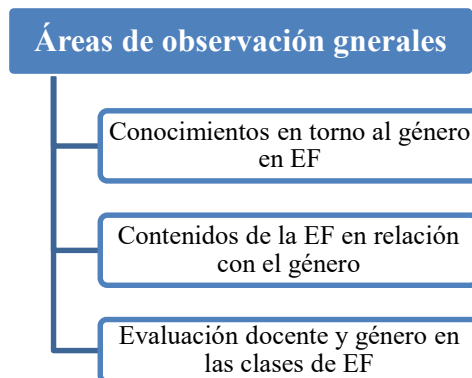 Áreas de observación gnerales
Conocimientos en torno al género
en EF
Contenidos de la EF en relación
con el género
Evaluación docente y género en
las clases de EF